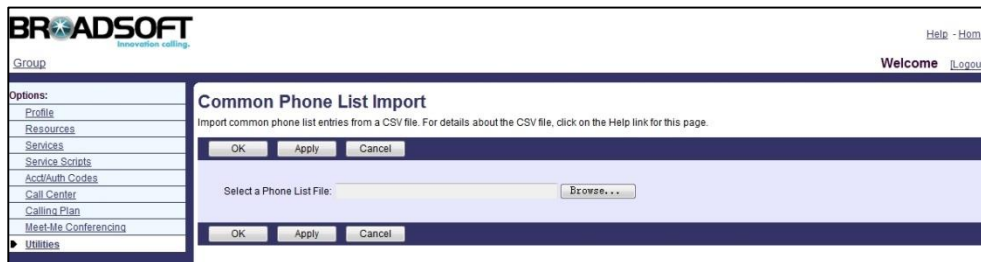 BROADSOFT
Innovation calling.
Help - Hom
Group
Welcome [Logou
Options:
Profile
Resources
Services
Service Scripts
Acct/Auth Codes
Call Center
Calling Plan
Meet-Me Conferencing
Utilities
Common Phone List Import
Import common phone list entries from a CSV file. For details about the CSV file, click on the Help link for this page.
OK Apply Cancel
Select a Phone List File: Browse...
OK Apply Cancel